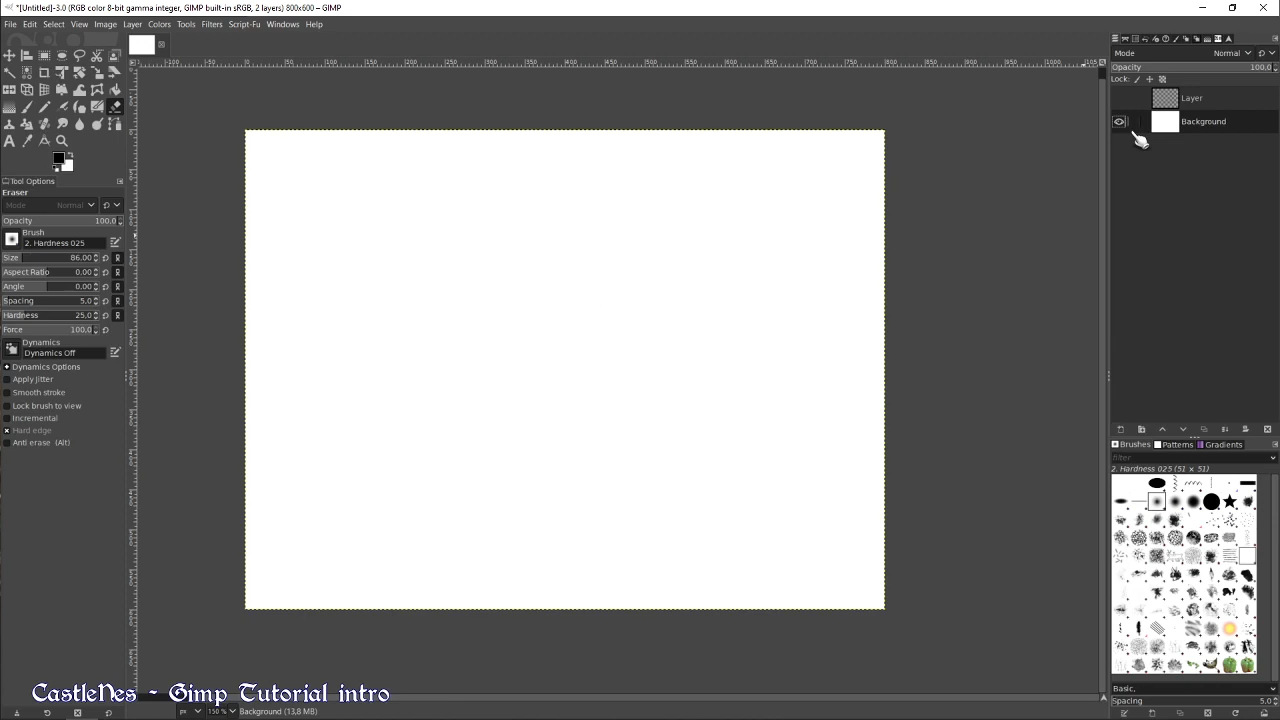 *[Untitled]-3.0 (RGB color 8-bit gamma integer, GIMP built-in sRGB, 2 layers) 800x600 – GIMP
File Edit Select View Image Layer Colors Tools Filters Script-Fu Windows Help
Tool Options
Eraser
Mode Normal
Opacity 100,0
Brush
2. Hardness 025
Size 86.00
Aspect Ratio 0.00
Angle 0.00
Spacing 5.0
Hardness 25,0
Force 100,0
Dynamics
Dynamics Off
Dynamics Options
Apply Jitter
Smooth stroke
Lock brush to view
Incremental
Hard edge
Anti erase (Alt)
Mode Normal
Opacity 100,0
Lock:
Layer
Background
Brushes Patterns Gradients
filter
2. Hardness 025 (51 × 51)
Basic,
Spacing 5.0
CastleNes - Gimp Tutorial intro
px 150 % Background (13,8 MB)